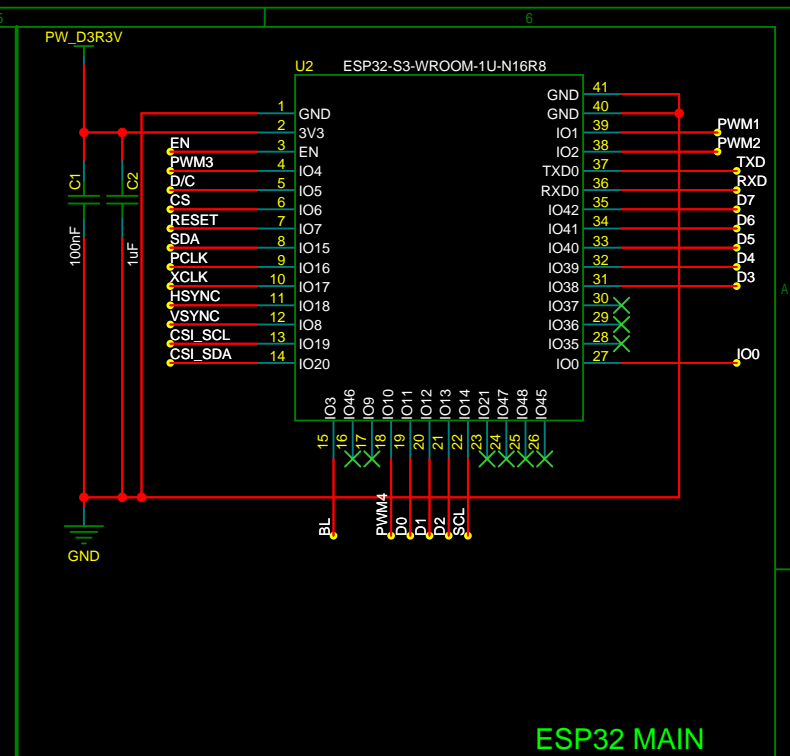 5
6
PW_D3R3V
U2 ESP32-S3-WROOM-1U-N16R8
1 GND
2 3V3
EN 3 EN
PWM3 4 IO4
D/C 5 IO5
CS 6 IO6
RESET 7 IO7
SDA 8 IO15
PCLK 9 IO16
XCLK 10 IO17
HSYNC 11 IO18
VSYNC 12 IO8
CSI_SCL 13 IO19
CSI_SDA 14 IO20
GND 41
GND 40
IO1 39 PWM1
IO2 38 PWM2
TXD0 37 TXD
RXD0 36 RXD
IO42 35 D7
IO41 34 D6
IO40 33 D5
IO39 32 D4
IO38 31 D3
IO37 30
IO36 29
IO35 28
IO0 27 IO0
A
C1
100nF
C2
1uF
IO3 15 BL
IO46 16
IO9 17
IO10 18 PWM4
IO11 19 D0
IO12 20 D1
IO13 21 D2
IO14 22 SCL
IO21 23
IO47 24
IO48 25
IO45 26
GND
ESP32 MAIN